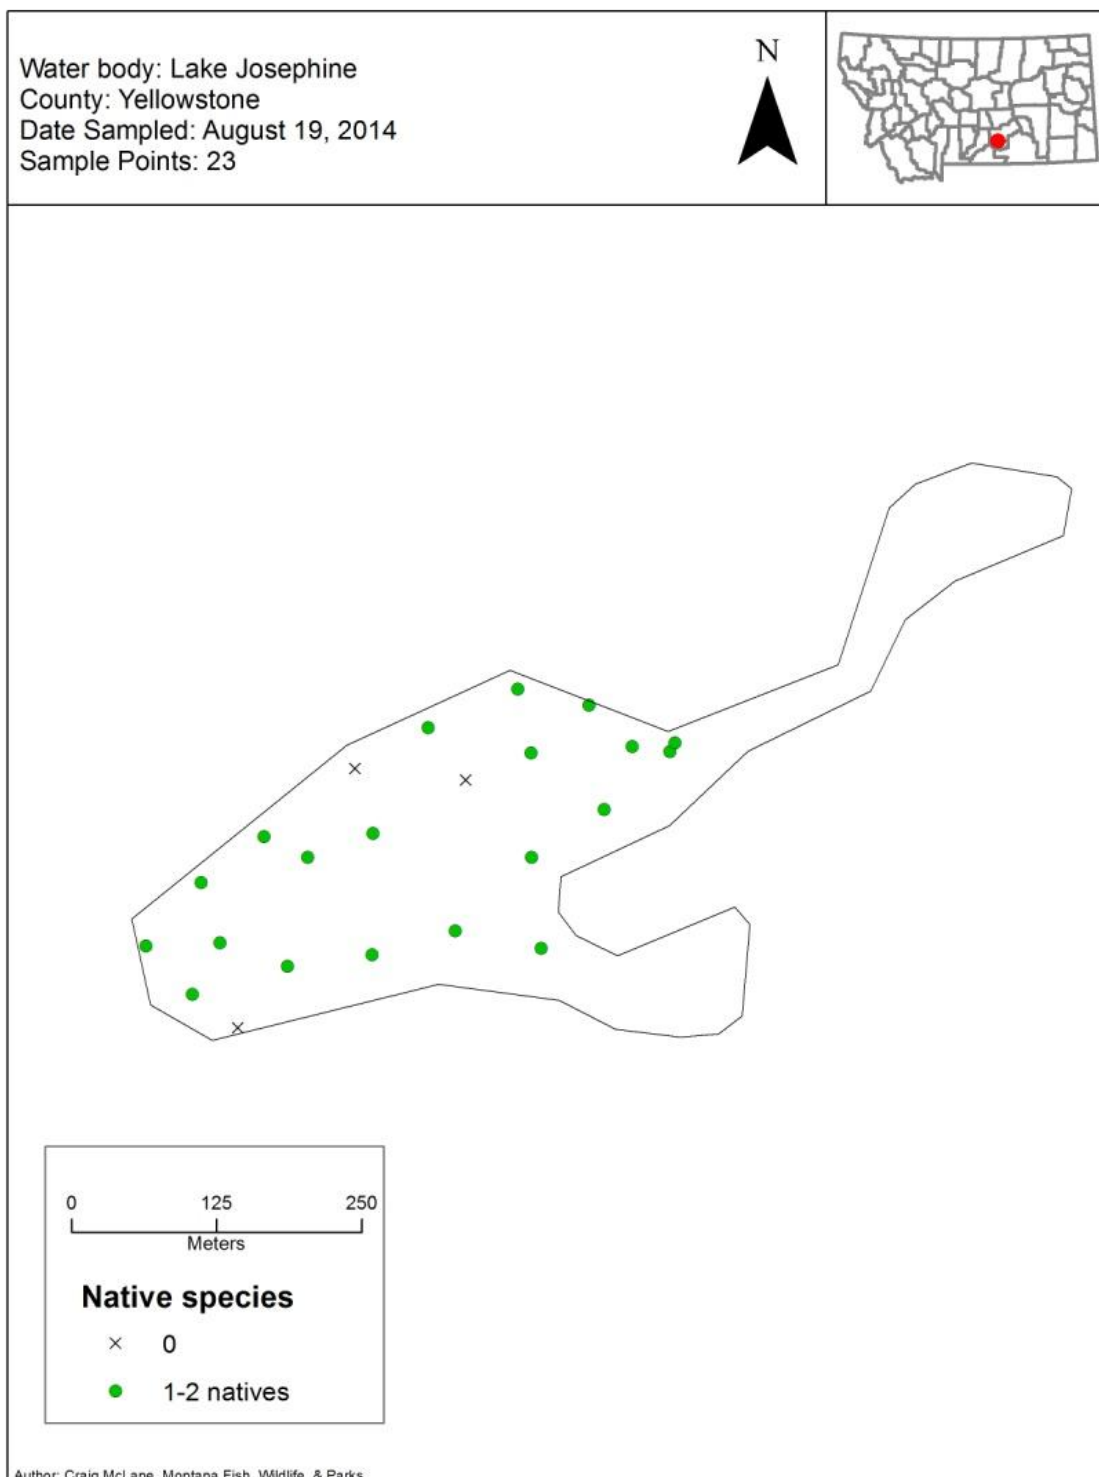 Water body: Lake Josephine
County: Yellowstone
Date Sampled: August 19, 2014
Sample Points: 23
N
0 125 250
Meters
Native species
0
1-2 natives
Author: Craig McLane, Montana Fish, Wildlife, & Parks